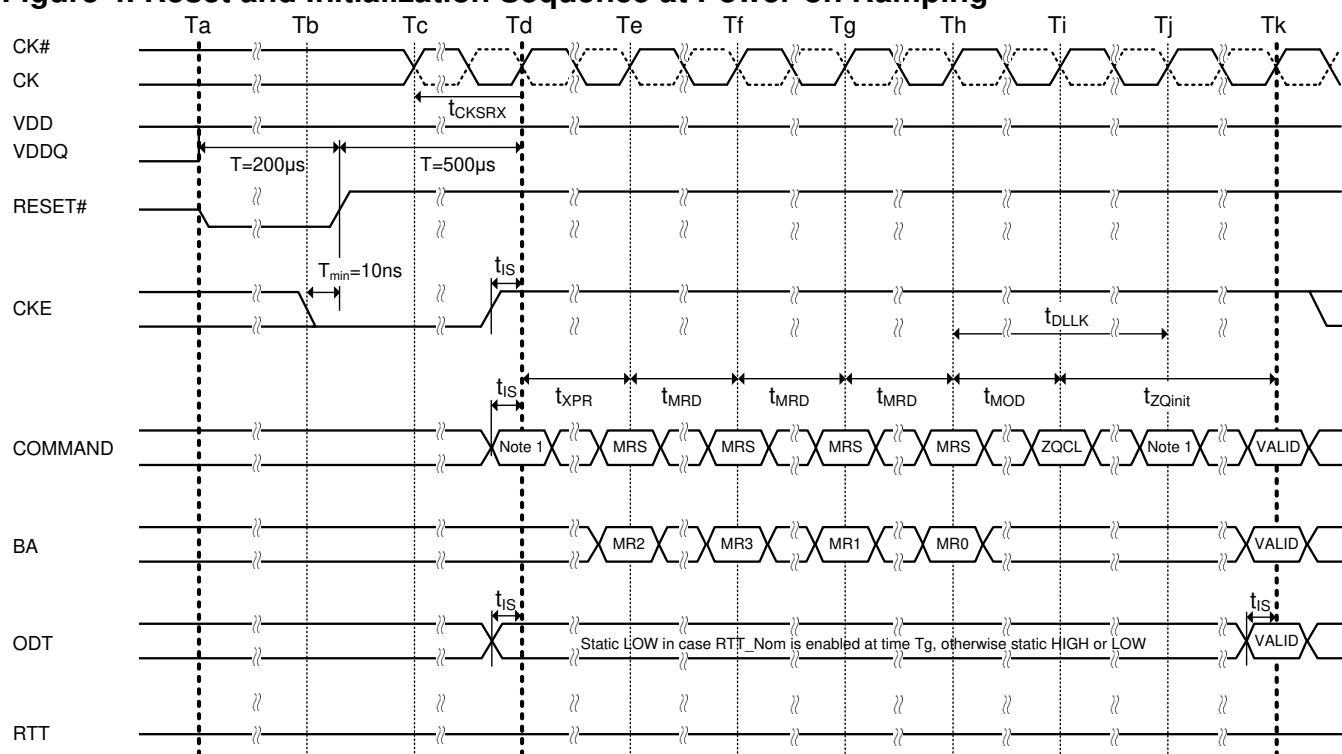 Figure 4. Reset and Initialization Sequence at Power-on Ramping
Ta Tb Tc Td Te Tf Tg Th Ti Tj Tk
CK#
CK
tCKSRX
VDD
VDDQ
T=200µs T=500µs
RESET#
Tmin=10ns tIS
CKE
tDLLK
tIS tXPR tMRD tMRD tMRD tMOD tZQinit
COMMAND Note 1 MRS MRS MRS MRS ZQCL Note 1 VALID
BA MR2 MR3 MR1 MR0 VALID
tIS tIS
ODT Static LOW in case RTT_Nom is enabled at time Tg, otherwise static HIGH or LOW VALID
RTT